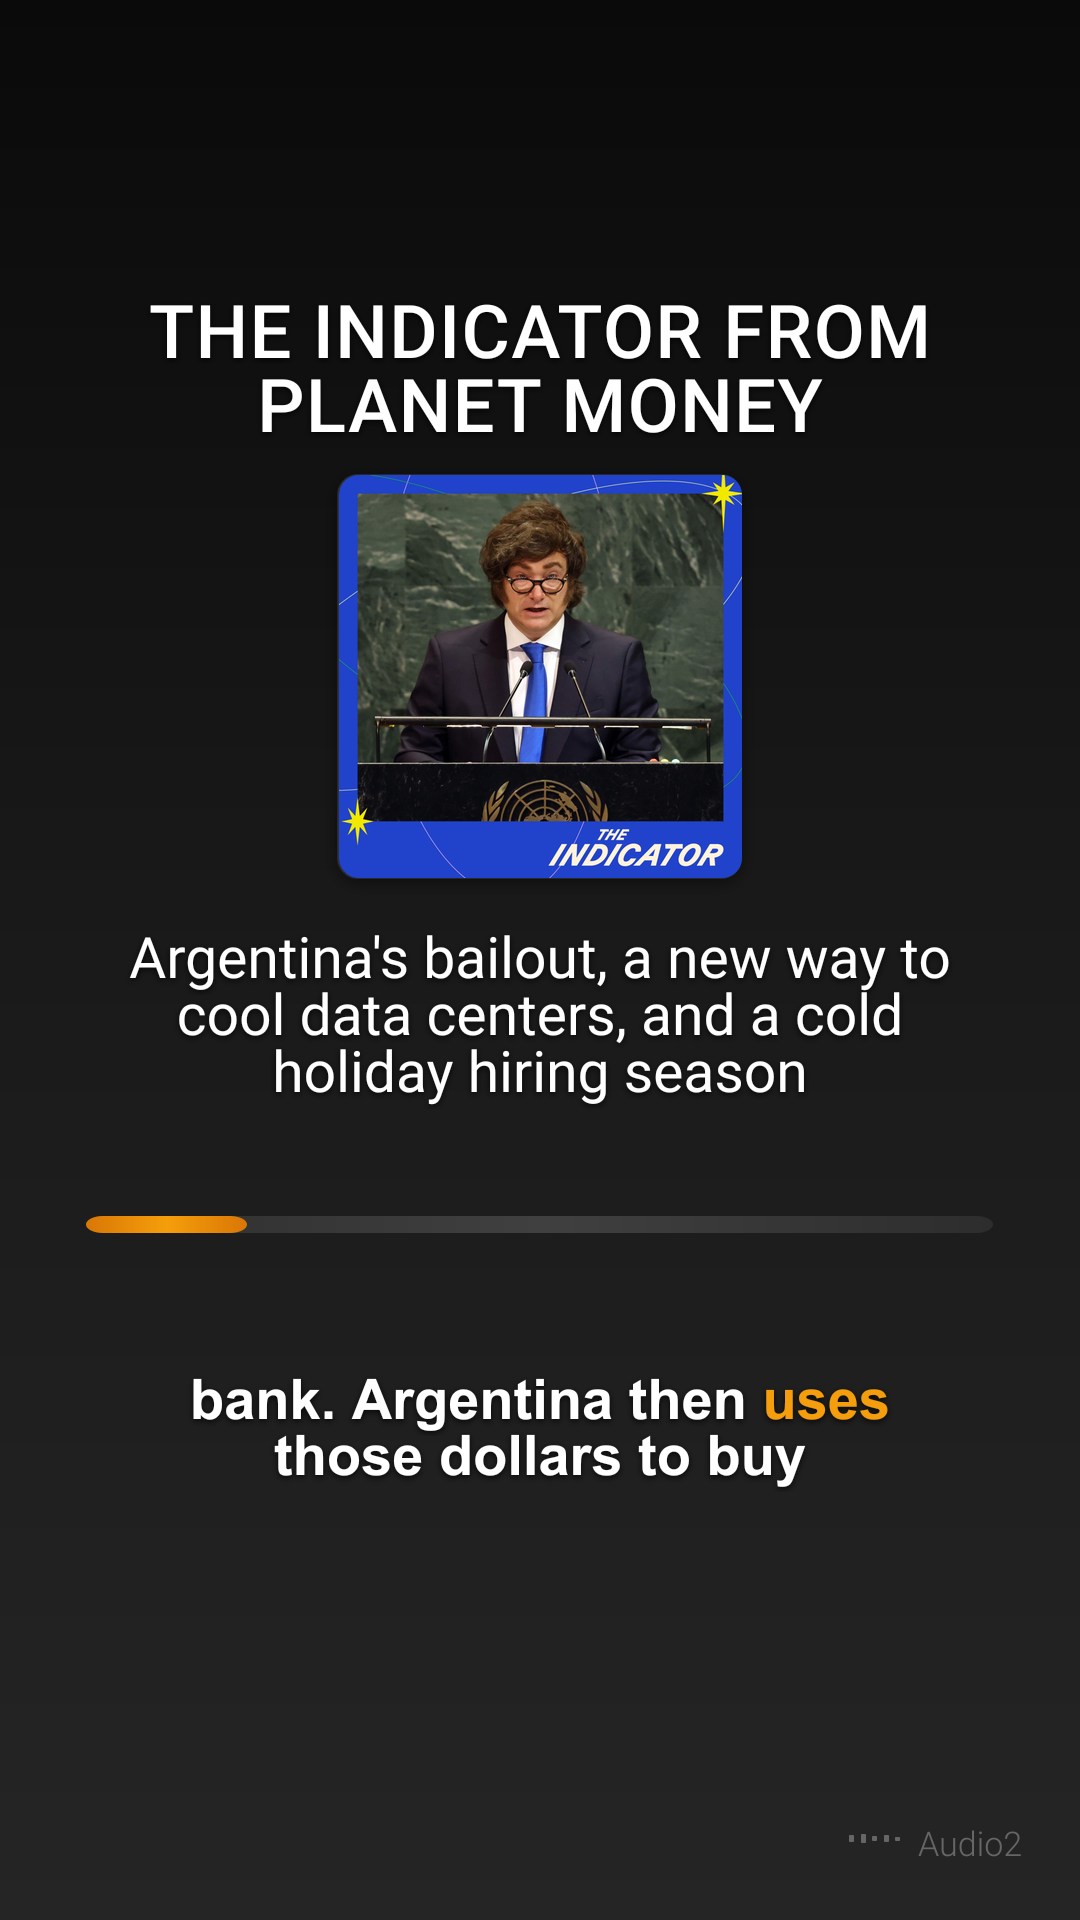 THE INDICATOR FROM
PLANET MONEY
THE
INDICATOR
Argentina's bailout, a new way to
cool data centers, and a cold
holiday hiring season
bank. Argentina then uses
those dollars to buy
Audio2